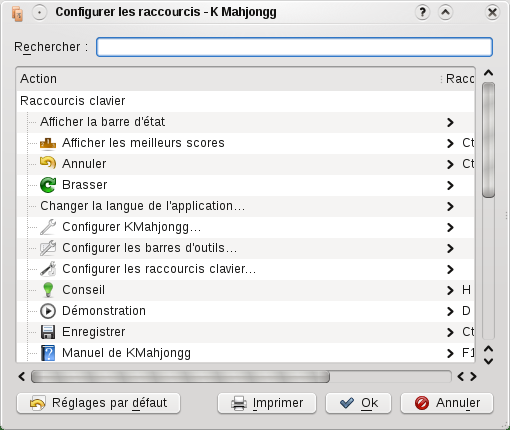 Configurer les raccourcis - K Mahjongg
Rechercher :
Action Racc
Raccourcis clavier
Afficher la barre d'état
Afficher les meilleurs scores Ct
Annuler Ct
Brasser
Changer la langue de l'application...
Configurer KMahjongg...
Configurer les barres d'outils...
Configurer les raccourcis clavier...
Conseil H
Démonstration D
Enregistrer Ct
Manuel de KMahjongg F1
Réglages par défaut Imprimer Ok Annuler